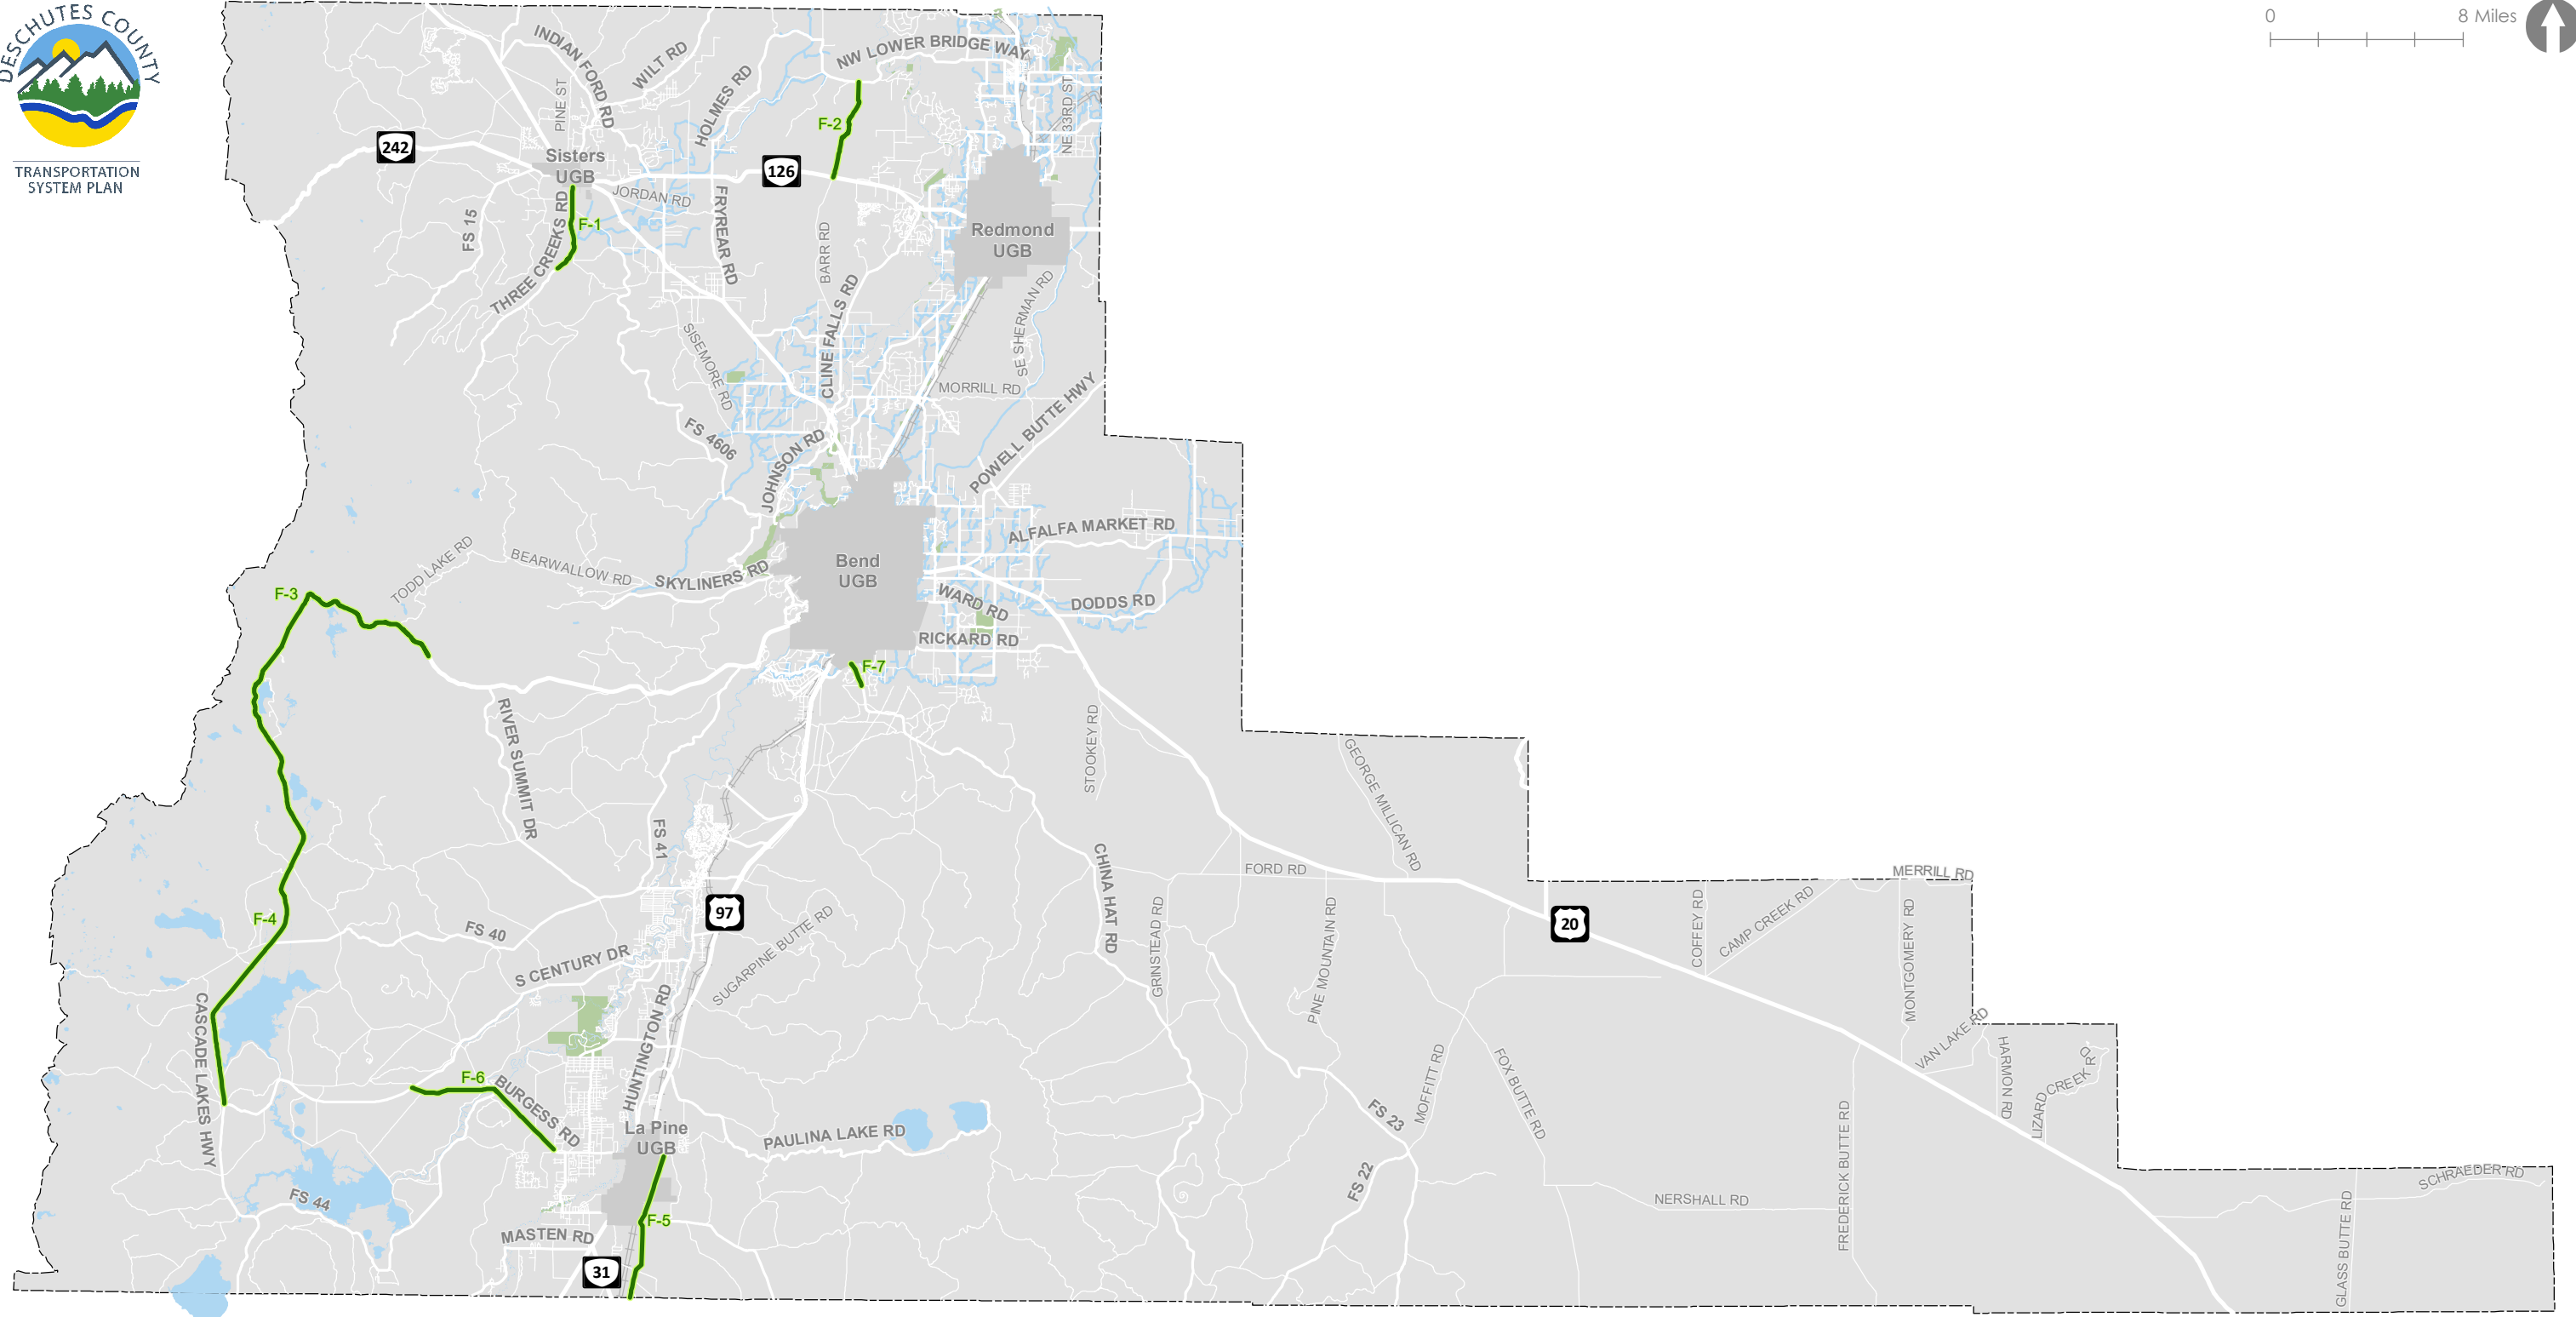 DESCHUTES COUNTY
TRANSPORTATION
SYSTEM PLAN
0
8 Miles
INDIAN FORD RD
WILT RD
NW LOWER BRIDGE WAY
HOLMES RD
PINE ST
NE 33RD ST
F-2
242
Sisters
UGB
126
JORDAN RD
FRYREAR RD
FS 15
F-1
THREE CREEKS RD
BARR RD
Redmond
UGB
CLINE FALLS RD
SE SHERMAN RD
SISEMORE RD
MORRILL RD
POWELL BUTTE HWY
FS 4606
JOHNSON RD
ALFALFA MARKET RD
TODD LAKE RD
BEARWALLOW RD
SKYLINERS RD
Bend
UGB
F-3
WARD RD
DODDS RD
RICKARD RD
F-7
RIVER SUMMIT DR
STOOKEY RD
GEORGE MILLICAN RD
FS 41
CHINA HAT RD
FORD RD
MERRILL RD
F-4
97
20
FS 40
SUGARPINE BUTTE RD
GRINSTEAD RD
PINE MOUNTAIN RD
COFFEY RD
CAMP CREEK RD
MONTGOMERY RD
S CENTURY DR
CASCADE LAKES HWY
HUNTINGTON RD
VAN LAKE RD
HARMON RD
LIZARD CREEK RD
MOFFITT RD
FOX BUTTE RD
F-6
BURGESS RD
La Pine
UGB
PAULINA LAKE RD
FS 23
FREDERICK BUTTE RD
FS 22
FS 44
NERSHALL RD
SCHRAEDER RD
GLASS BUTTE RD
F-5
MASTEN RD
31